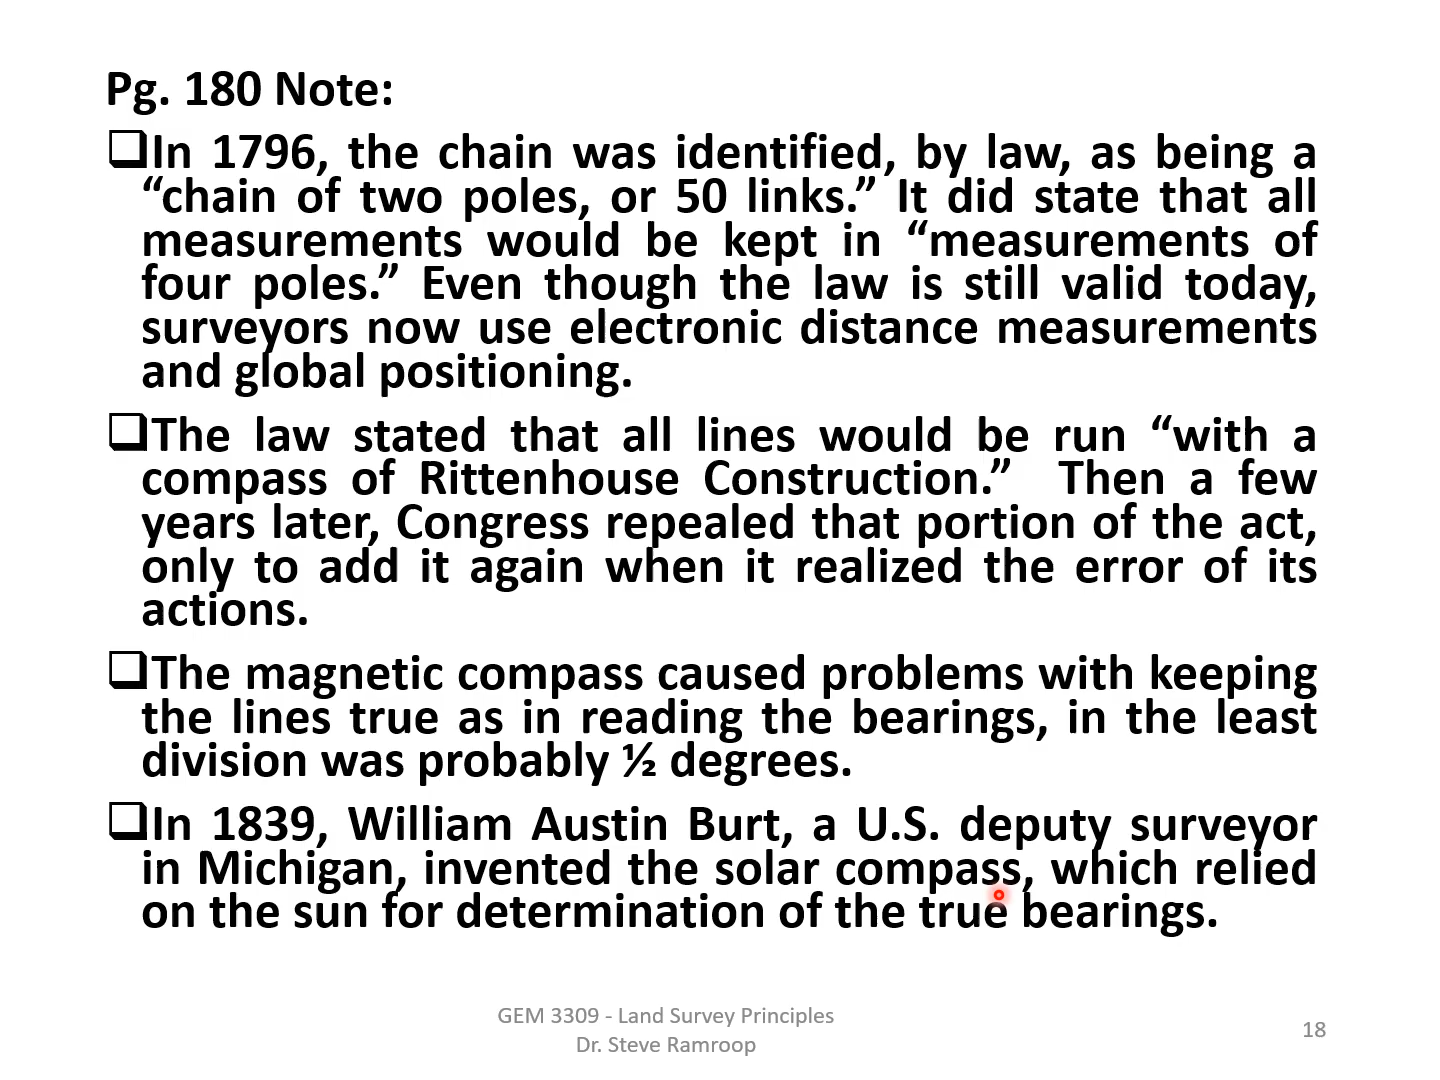 Pg. 180 Note:
In 1796, the chain was identified, by law, as being a
“chain of two poles, or 50 links.” It did state that all
measurements would be kept in “measurements of
four poles.” Even though the law is still valid today,
surveyors now use electronic distance measurements
and global positioning.
The law stated that all lines would be run “with a
compass of Rittenhouse Construction.” Then a few
years later, Congress repealed that portion of the act,
only to add it again when it realized the error of its
actions.
The magnetic compass caused problems with keeping
the lines true as in reading the bearings, in the least
division was probably ½ degrees.
In 1839, William Austin Burt, a U.S. deputy surveyor
in Michigan, invented the solar compass, which relied
on the sun for determination of the true bearings.
GEM 3309 - Land Survey Principles
Dr. Steve Ramroop
18